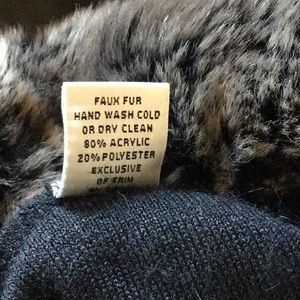 FAUX FUR
HAND WASH COLD
OR DRY CLEAN
80% ACRYLIC
20% POLYESTER
EXCLUSIVE
OF TRIM